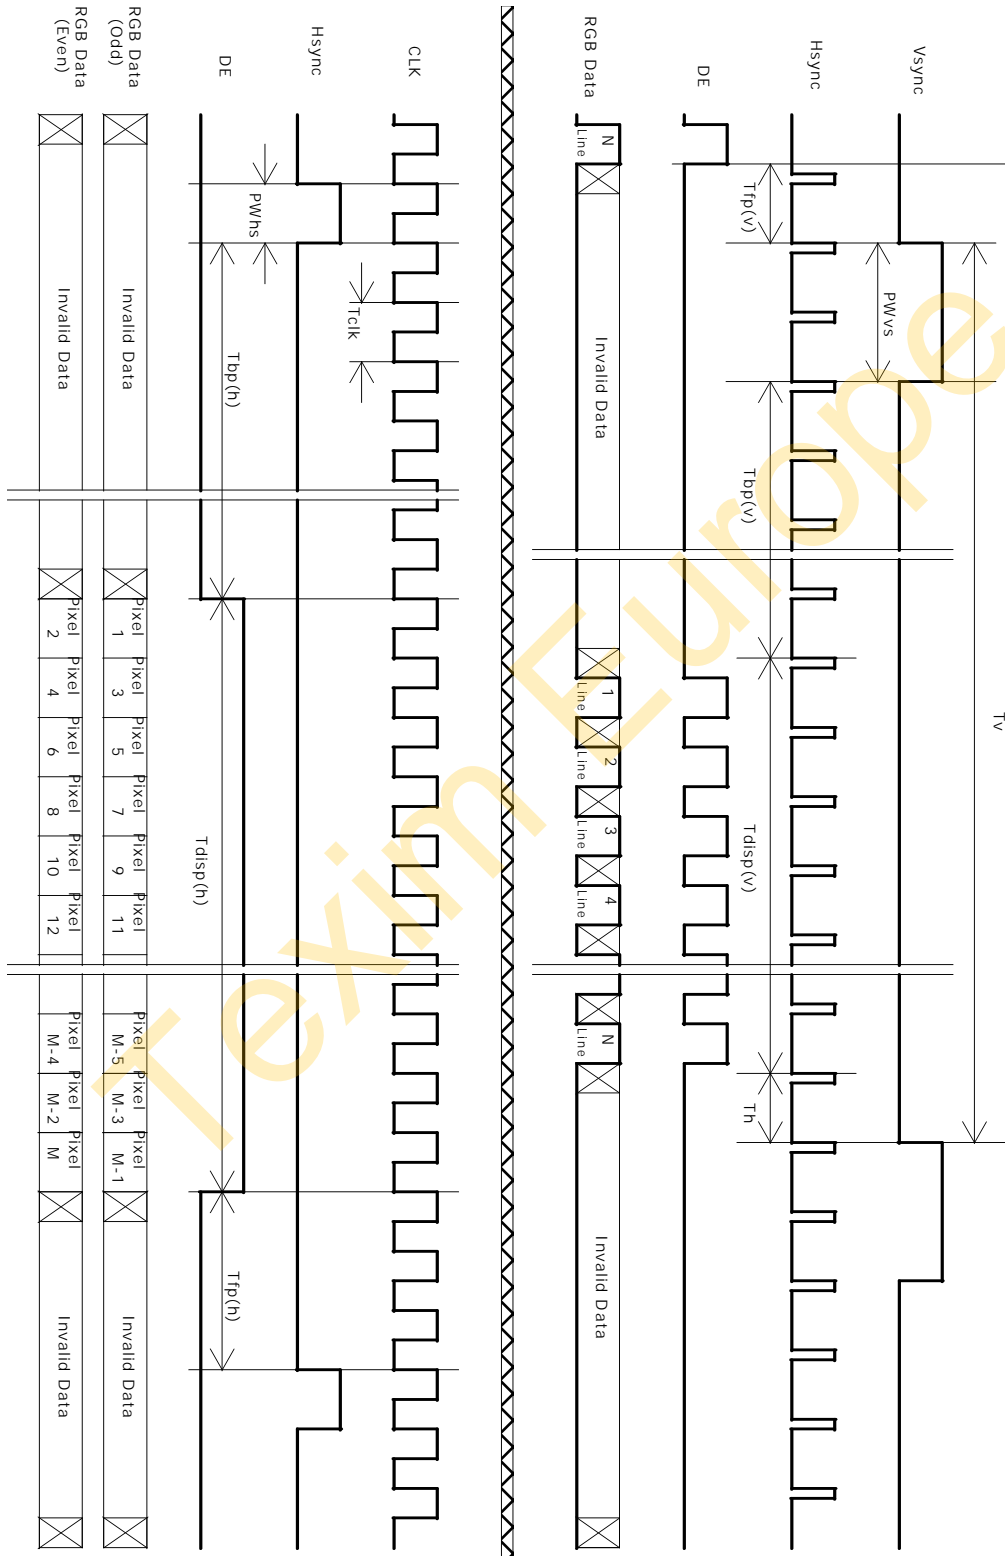 Vsync
Hsync
DE
RGB Data
Tv
PWvs
Tfp(v)
Tbp(v)
Tdisp(v)
Th
Line N
Invalid Data
Line 1
Line 2
Line 3
Line 4
Line N
Invalid Data
CLK
Hsync
DE
RGB Data
(Odd)
RGB Data
(Even)
Tclk
PWhs
Tbp(h)
Tdisp(h)
Tfp(h)
Invalid Data
Pixel 1
Pixel 3
Pixel 5
Pixel 7
Pixel 9
Pixel 11
Pixel M-5
Pixel M-3
Pixel M-1
Invalid Data
Invalid Data
Pixel 2
Pixel 4
Pixel 6
Pixel 8
Pixel 10
Pixel 12
Pixel M-4
Pixel M-2
Pixel M
Invalid Data
Texim Europe